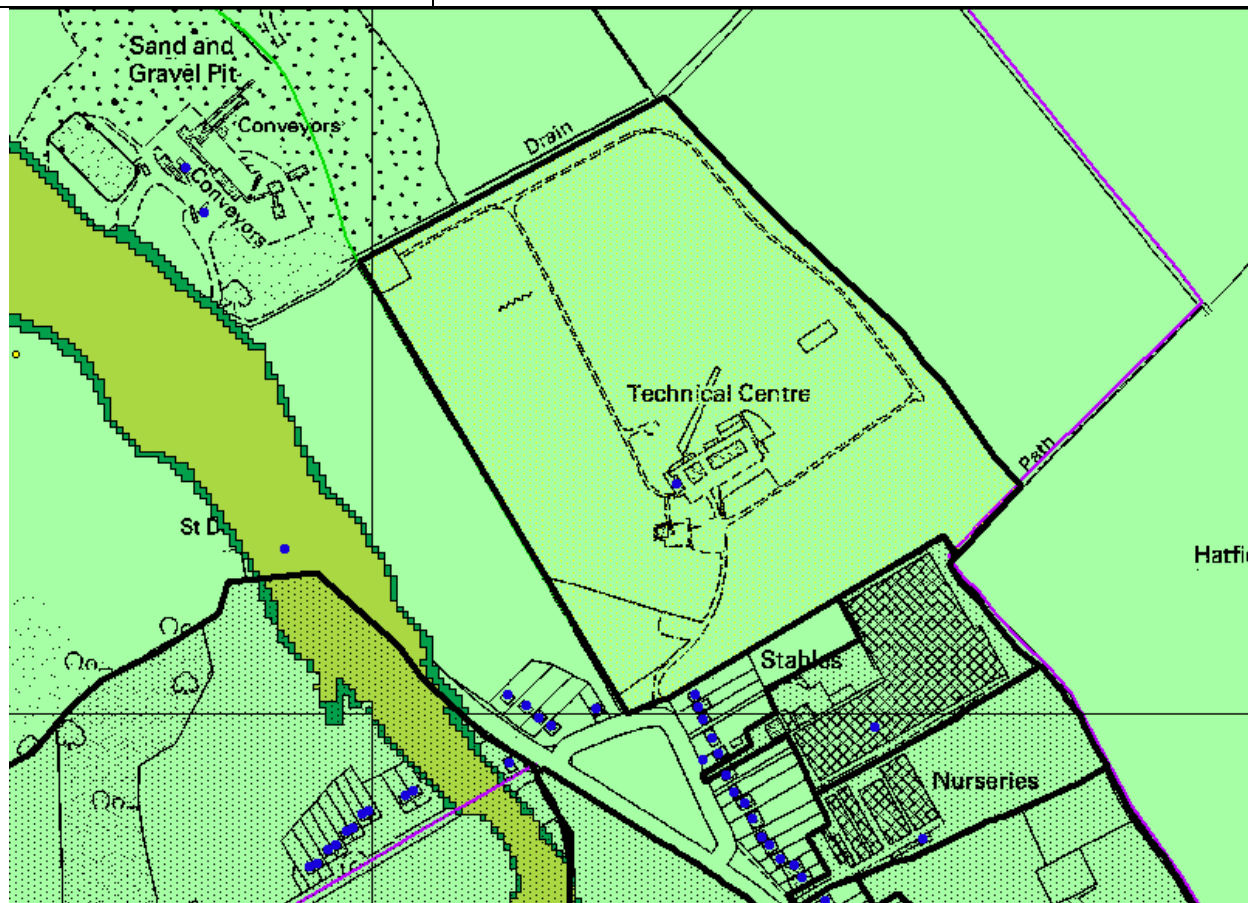 Sand and
Gravel Pit
Conveyors
Conveyors
Drain
Technical Centre
Path
St D
Hatfi
Stables
Nurseries